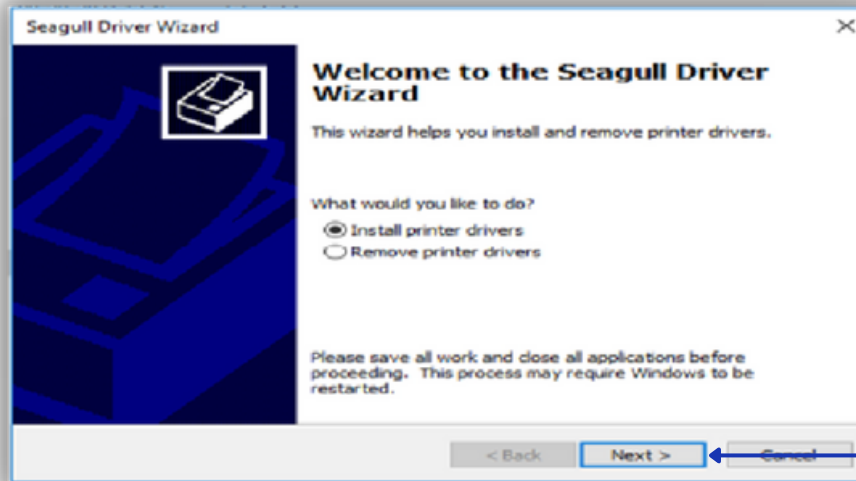 Seagull Driver Wizard
Welcome to the Seagull Driver
Wizard
This wizard helps you install and remove printer drivers.
What would you like to do?
Install printer drivers
Remove printer drivers
Please save all work and close all applications before
proceeding. This process may require Windows to be
restarted.
< Back
Next >
Cancel